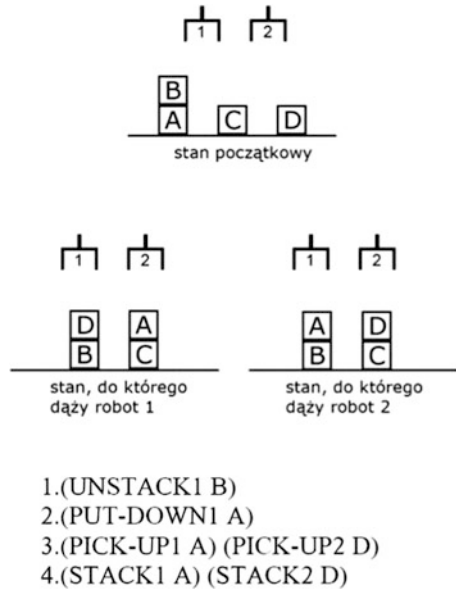 1 2
B
A C D
stan początkowy
1 2 1 2
D A A D
B C B C
stan, do którego stan, do którego
dąży robot 1 dąży robot 2
1.(UNSTACK1 B)
2.(PUT-DOWN1 A)
3.(PICK-UP1 A) (PICK-UP2 D)
4.(STACK1 A) (STACK2 D)